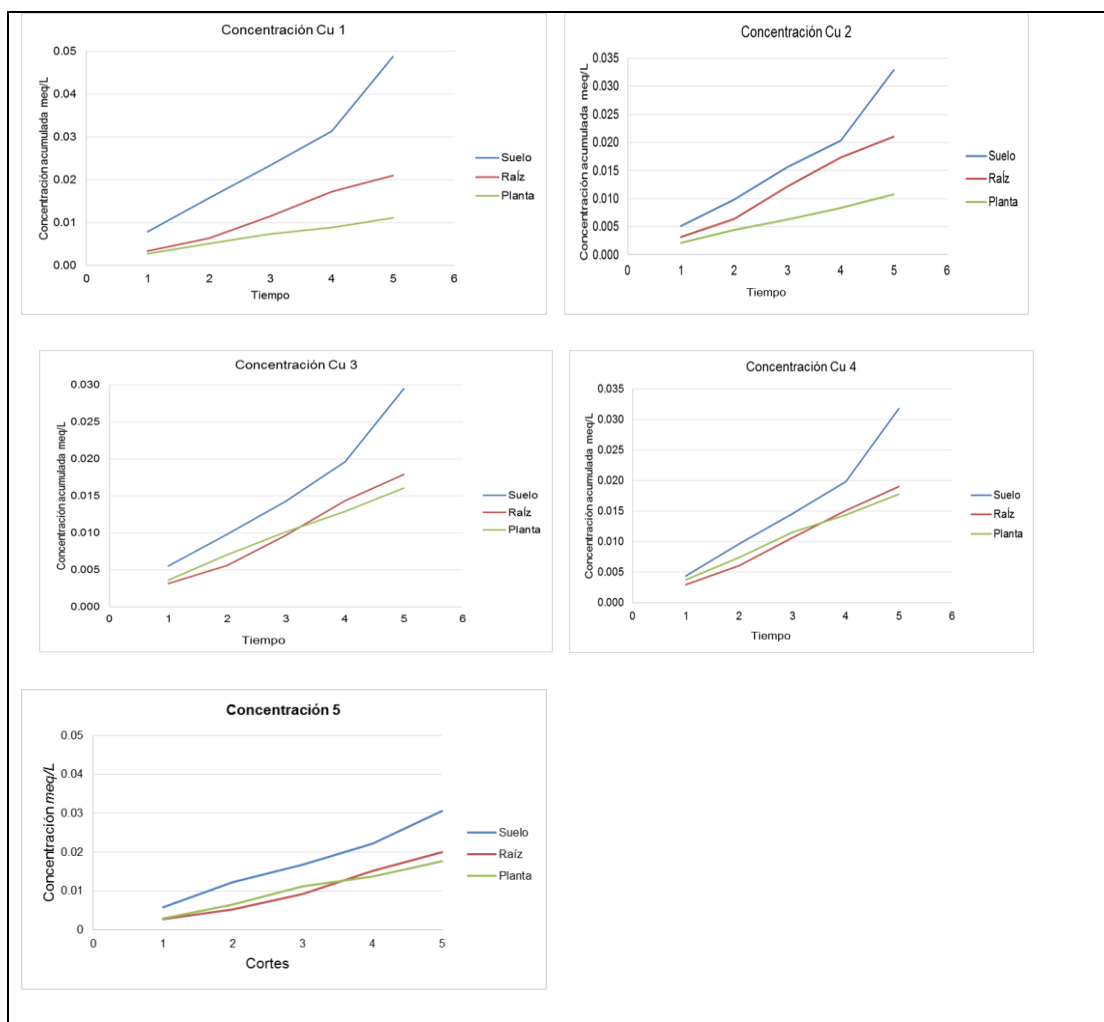 Concentración Cu 1
Concentración acumulada meq/L
0.05
0.04
0.03
0.02
0.01
0.00
0 1 2 3 4 5 6
Tiempo
Suelo
Raíz
Planta
Concentración Cu 2
Concentración acumulada meq/L
0.035
0.030
0.025
0.020
0.015
0.010
0.005
0.000
0 1 2 3 4 5 6
Tiempo
Suelo
Raíz
Planta
Concentración Cu 3
Concentración acumulada meq/L
0.030
0.025
0.020
0.015
0.010
0.005
0.000
0 1 2 3 4 5 6
Tiempo
Suelo
Raíz
Planta
Concentración Cu 4
Concentración acumulada meq/L
0.035
0.030
0.025
0.020
0.015
0.010
0.005
0.000
0 1 2 3 4 5 6
Tiempo
Suelo
Raíz
Planta
Concentración 5
Concentración meq/L
0.05
0.04
0.03
0.02
0.01
0
0 1 2 3 4 5
Cortes
Suelo
Raíz
Planta